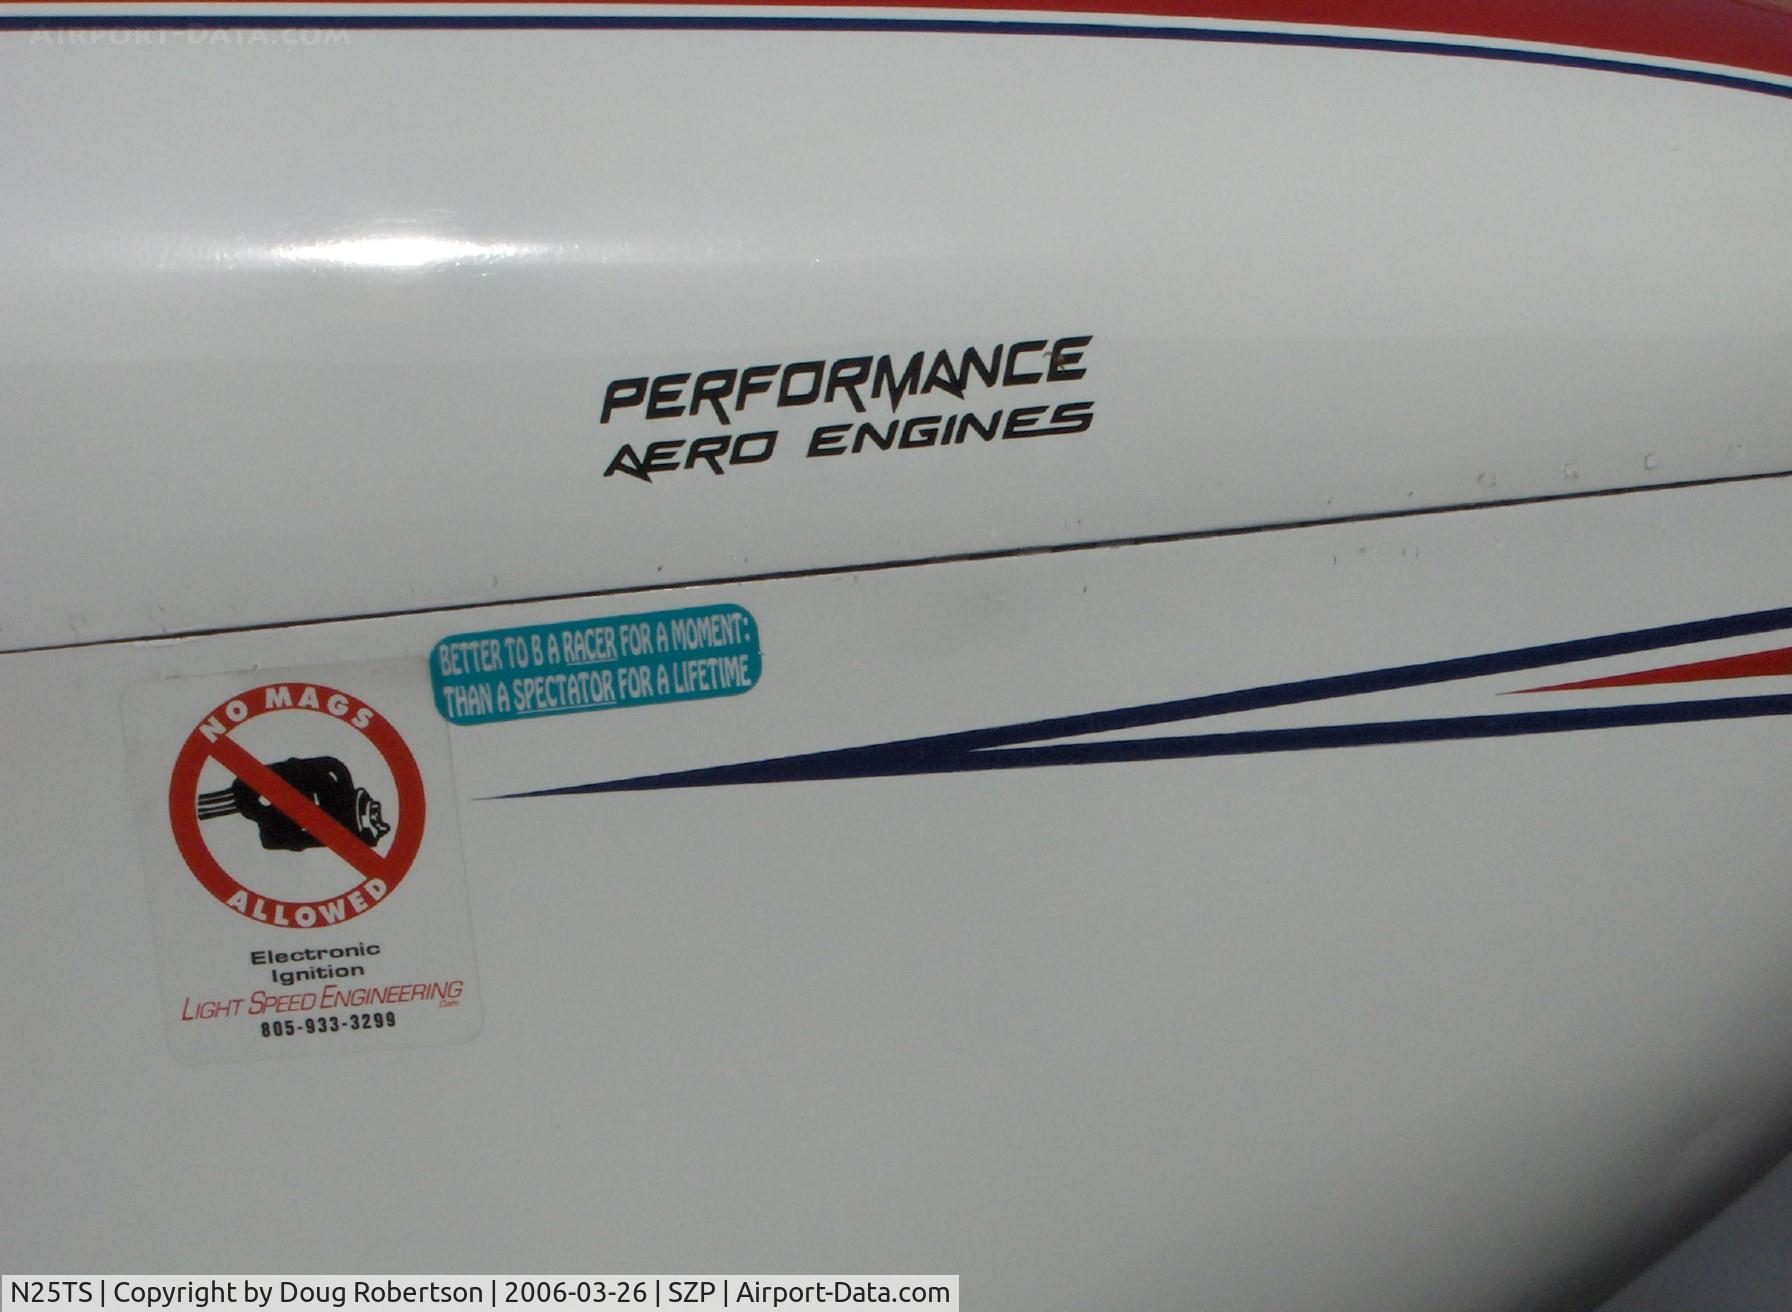 AIRPORT-DATA.COM
PERFORMANCE
AERO ENGINES
BETTER TO B A RACER FOR A MOMENT:
THAN A SPECTATOR FOR A LIFETIME
NO MAGS
ALLOWED
Electronic
Ignition
LIGHT SPEED ENGINEERING
.com
805-933-3299
N25TS | Copyright by Doug Robertson | 2006-03-26 | SZP | Airport-Data.com